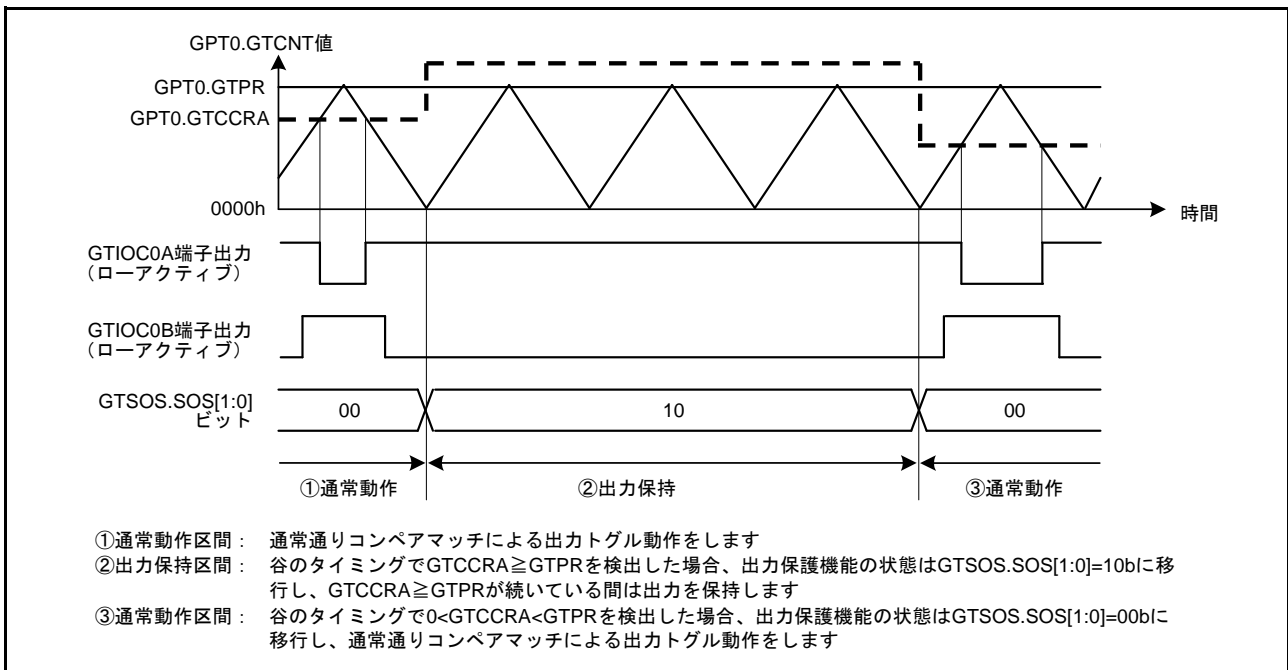 GPT0.GTCNT値
GPT0.GTPR
GPT0.GTCCRA
0000h
時間
GTIOC0A端子出力
（ローアクティブ）
GTIOC0B端子出力
（ローアクティブ）
GTSOS.SOS[1:0]
ビット
00
10
00
①通常動作
②出力保持
③通常動作
①通常動作区間： 通常通りコンペアマッチによる出力トグル動作をします
②出力保持区間： 谷のタイミングでGTCCRA≧GTPRを検出した場合、出力保護機能の状態はGTSOS.SOS[1:0]=10bに移
行し、GTCCRA≧GTPRが続いている間は出力を保持します
③通常動作区間： 谷のタイミングで0<GTCCRA<GTPRを検出した場合、出力保護機能の状態はGTSOS.SOS[1:0]=00bに
移行し、通常通りコンペアマッチによる出力トグル動作をします